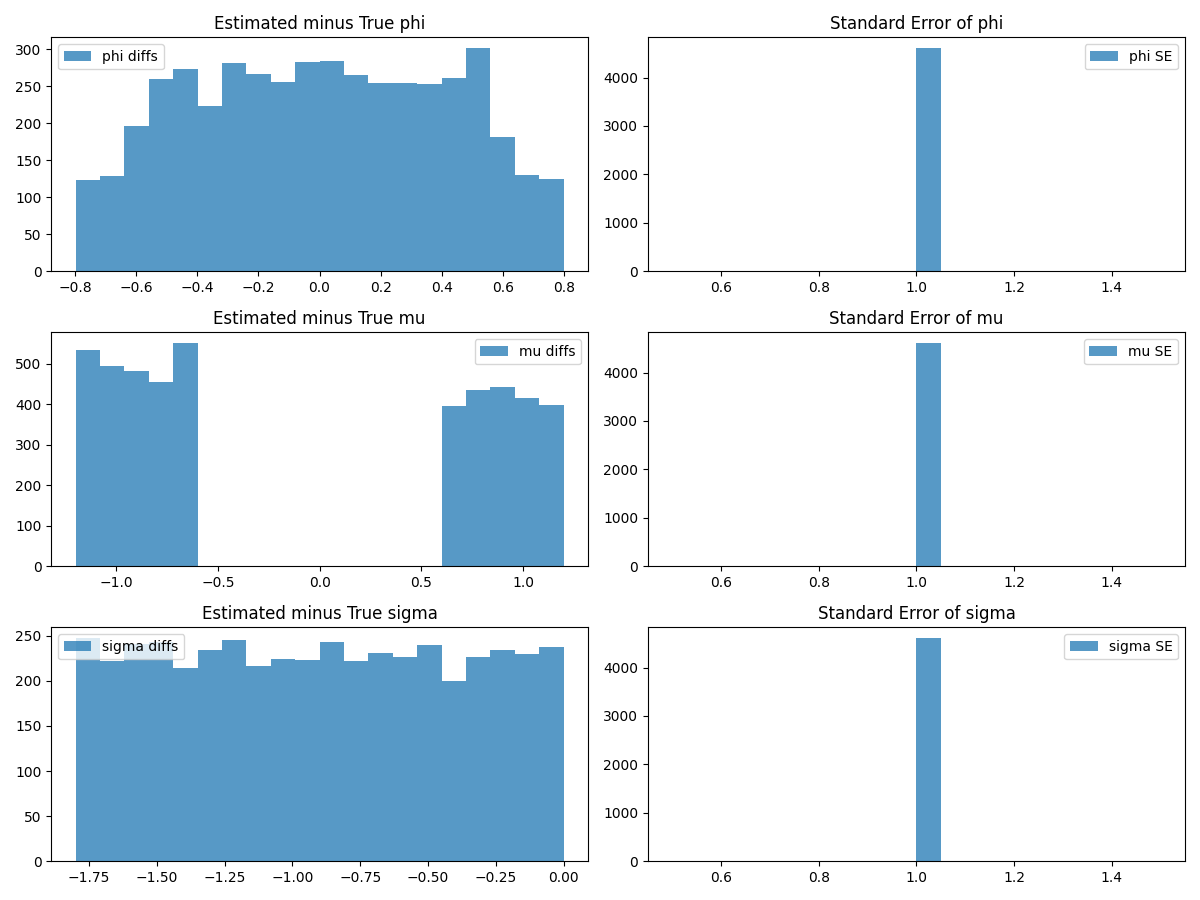 Estimated minus True phi
phi diffs
300
250
200
150
100
50
0
−0.8 −0.6 −0.4 −0.2 0.0 0.2 0.4 0.6 0.8
Standard Error of phi
phi SE
4000
3000
2000
1000
0
0.6 0.8 1.0 1.2 1.4
Estimated minus True mu
mu diffs
500
400
300
200
100
0
−1.0 −0.5 0.0 0.5 1.0
Standard Error of mu
mu SE
4000
3000
2000
1000
0
0.6 0.8 1.0 1.2 1.4
Estimated minus True sigma
sigma diffs
250
200
150
100
50
0
−1.75 −1.50 −1.25 −1.00 −0.75 −0.50 −0.25 0.00
Standard Error of sigma
sigma SE
4000
3000
2000
1000
0
0.6 0.8 1.0 1.2 1.4